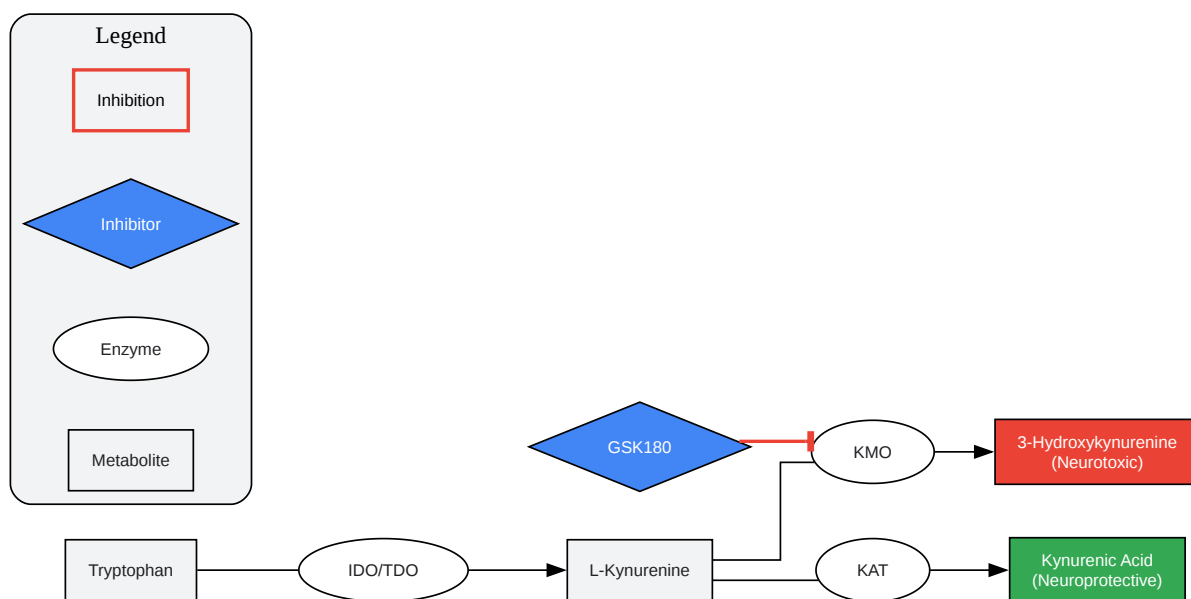 Legend
Inhibition
Inhibitor
Enzyme
Metabolite
GSK180
KMO
3-Hydroxykynurenine
(Neurotoxic)
Tryptophan
IDO/TDO
L-Kynurenine
KAT
Kynurenic Acid
(Neuroprotective)